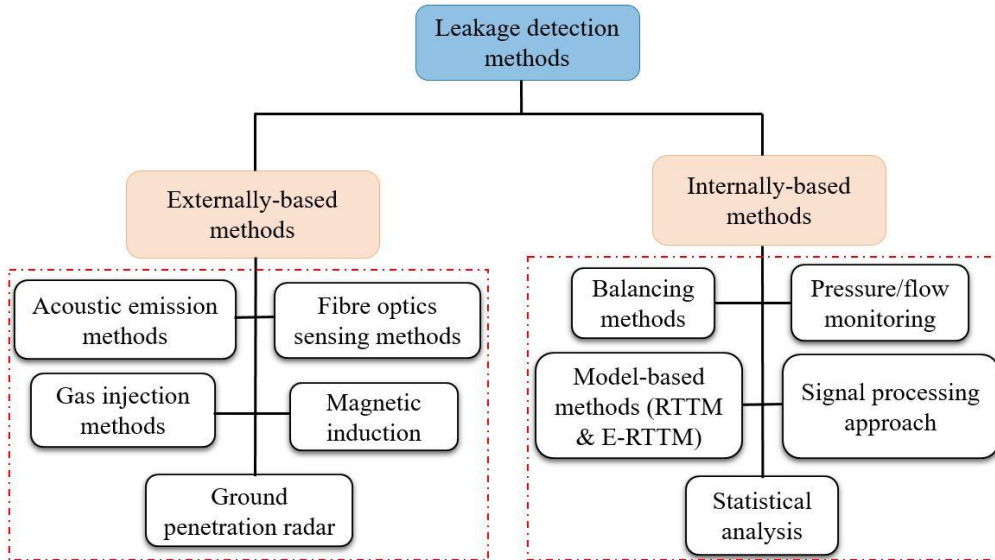 Leakage detection
methods
Externally-based
methods
Internally-based
methods
Acoustic emission
methods
Fibre optics
sensing methods
Gas injection
methods
Magnetic
induction
Ground
penetration radar
Balancing
methods
Pressure/flow
monitoring
Model-based
methods (RTTM
& E-RTTM)
Signal processing
approach
Statistical
analysis